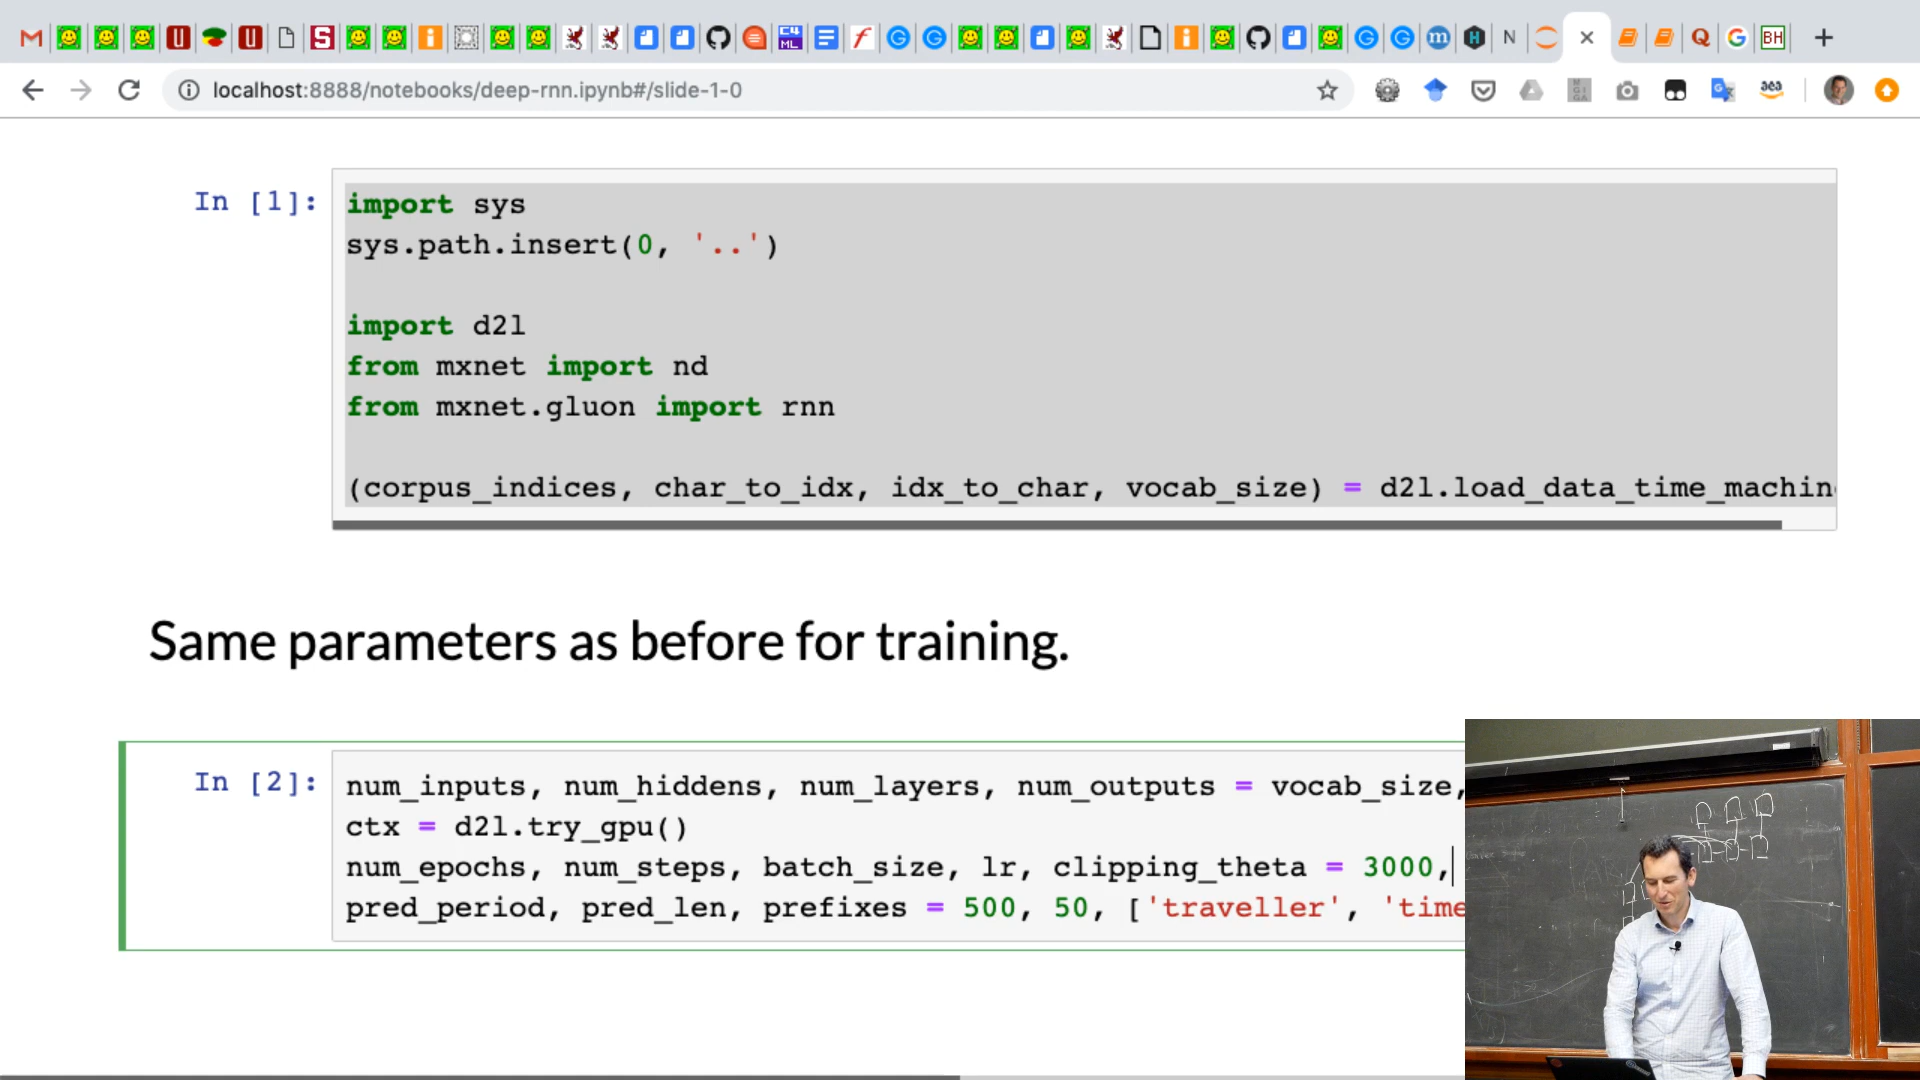 localhost:8888/notebooks/deep-rnn.ipynb#/slide-1-0
In [1]:
import sys
sys.path.insert(0, '..')
import d2l
from mxnet import nd
from mxnet.gluon import rnn
(corpus_indices, char_to_idx, idx_to_char, vocab_size) = d2l.load_data_time_machin
Same parameters as before for training.
In [2]:
num_inputs, num_hiddens, num_layers, num_outputs = vocab_size,
ctx = d2l.try_gpu()
num_epochs, num_steps, batch_size, lr, clipping_theta = 3000,
pred_period, pred_len, prefixes = 500, 50, ['traveller', 'time